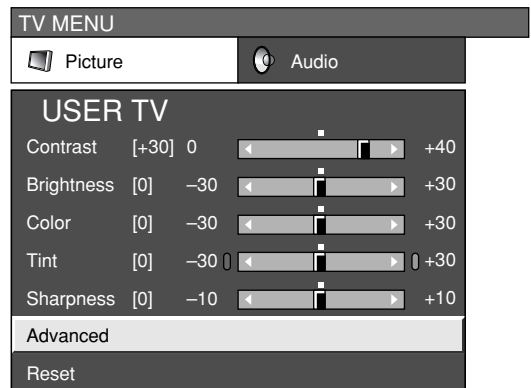 TV MENU
Picture Audio
USER TV
Contrast [+30] 0 +40
Brightness [0] –30 +30
Color [0] –30 +30
Tint [0] –30 +30
Sharpness [0] –10 +10
Advanced
Reset